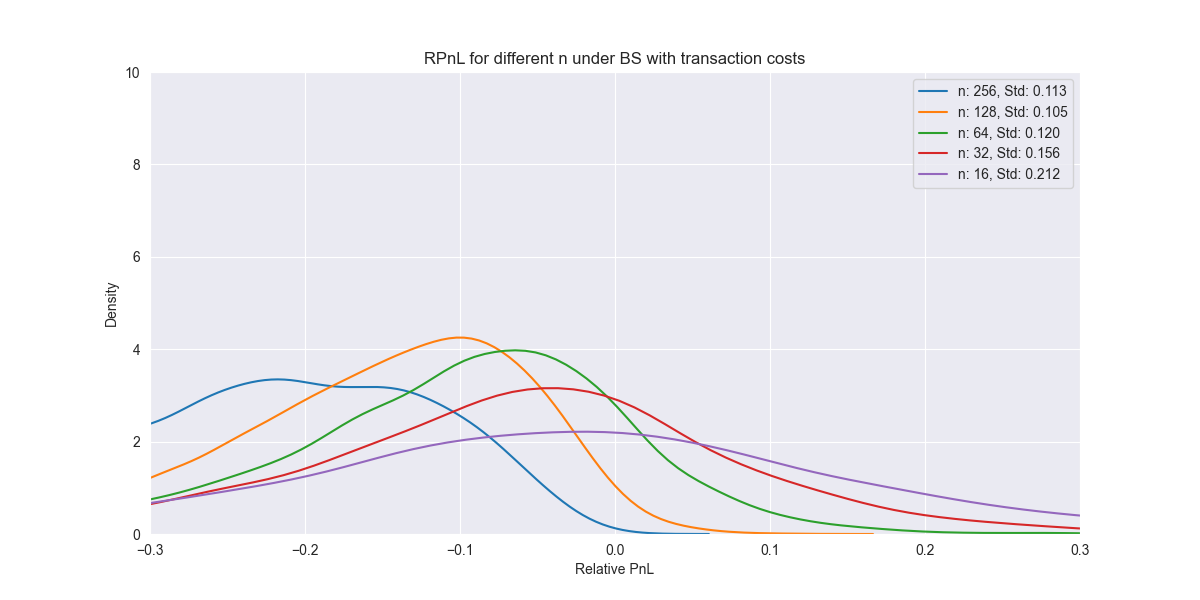 RPnL for different n under BS with transaction costs
10
8
6
4
2
0
Density
n: 256, Std: 0.113
n: 128, Std: 0.105
n: 64, Std: 0.120
n: 32, Std: 0.156
n: 16, Std: 0.212
−0.3 −0.2 −0.1 0.0 0.1 0.2 0.3
Relative PnL